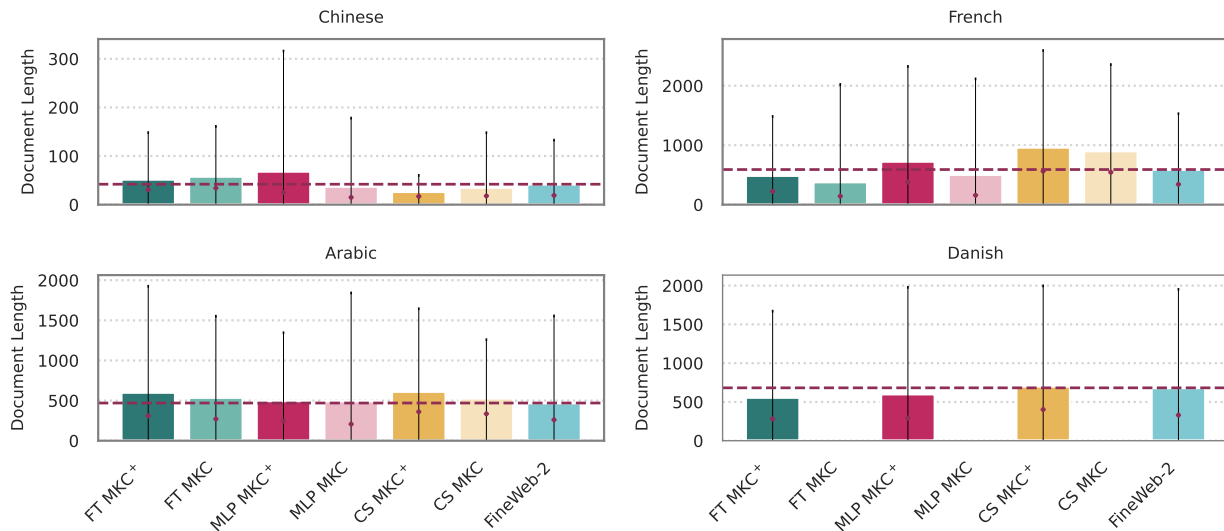 Chinese
Document Length
300
200
100
0
French
Document Length
2000
1000
0
Arabic
Document Length
2000
1500
1000
500
0
FT MKC⁺
FT MKC
MLP MKC⁺
MLP MKC
CS MKC⁺
CS MKC
FineWeb-2
Danish
Document Length
2000
1500
1000
500
0
FT MKC⁺
FT MKC
MLP MKC⁺
MLP MKC
CS MKC⁺
CS MKC
FineWeb-2